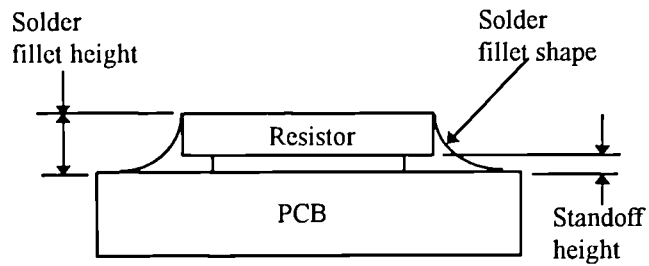 Solder
fillet height
Solder
fillet shape
Resistor
PCB
Standoff
height